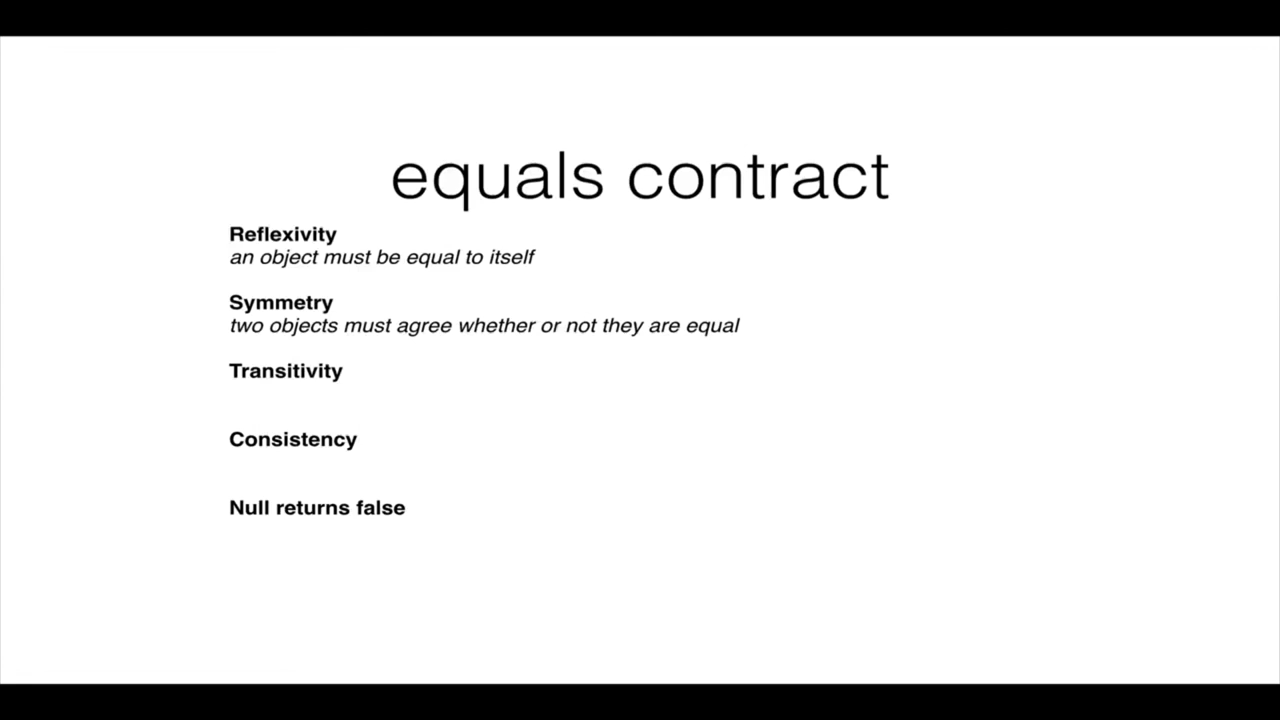 equals contract
Reflexivity
an object must be equal to itself
Symmetry
two objects must agree whether or not they are equal
Transitivity
Consistency
Null returns false